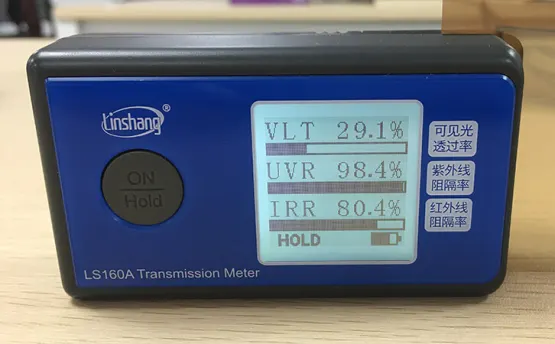 Linshang®
ON
Hold
VLT 29.1%
UVR 98.4%
IRR 80.4%
HOLD
可见光
透过率
紫外线
阻隔率
红外线
阻隔率
LS160A Transmission Meter